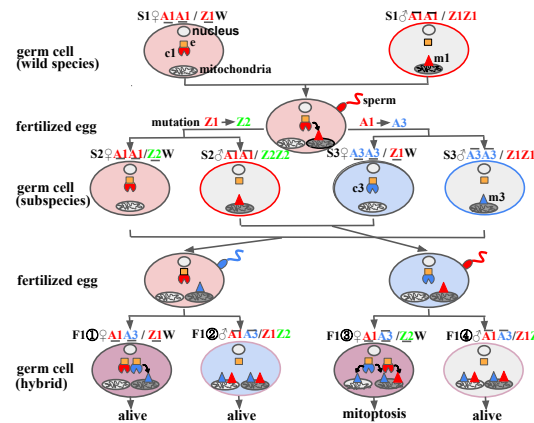 S1♀A1A1 / Z1W
S1♂A1A1 / Z1Z1
nucleus
e
c1
mitochondria
m1
germ cell
(wild species)
sperm
mutation Z1 → Z2
A1 → A3
fertilized egg
S2♀A1A1/Z2W
S2♂A1A1/ Z2Z2
S3♀A3A3 / Z1W
S3♂A3A3/ Z1Z1
germ cell
(subspecies)
c3
m3
fertilized egg
F1①♀A1A3/ Z1W
F1②♂A1A3/Z1Z2
F1③♀A1A3/Z2W
F1④♂A1A3/Z1Z
germ cell
(hybrid)
alive
alive
mitoptosis
alive